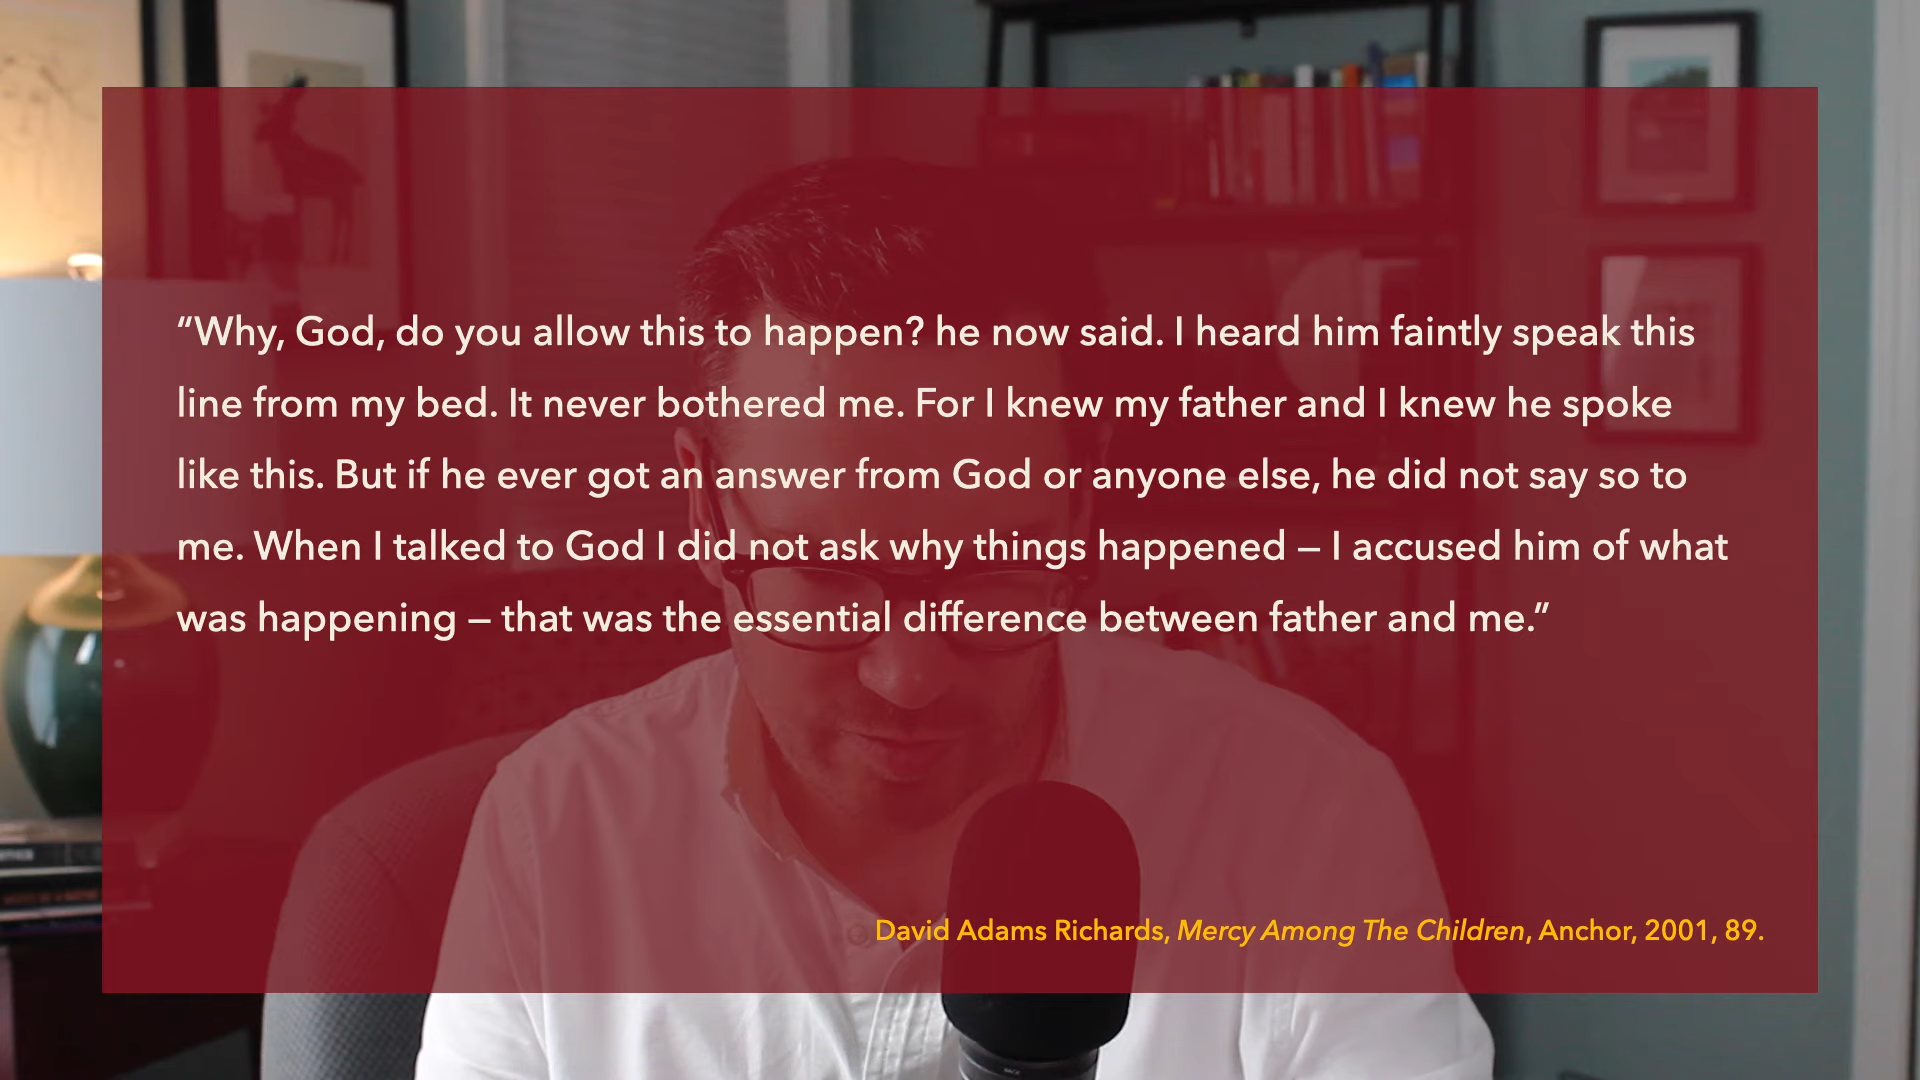 “Why, God, do you allow this to happen? he now said. I heard him faintly speak this
line from my bed. It never bothered me. For I knew my father and I knew he spoke
like this. But if he ever got an answer from God or anyone else, he did not say so to
me. When I talked to God I did not ask why things happened – I accused him of what
was happening – that was the essential difference between father and me.”
David Adams Richards, Mercy Among The Children, Anchor, 2001, 89.